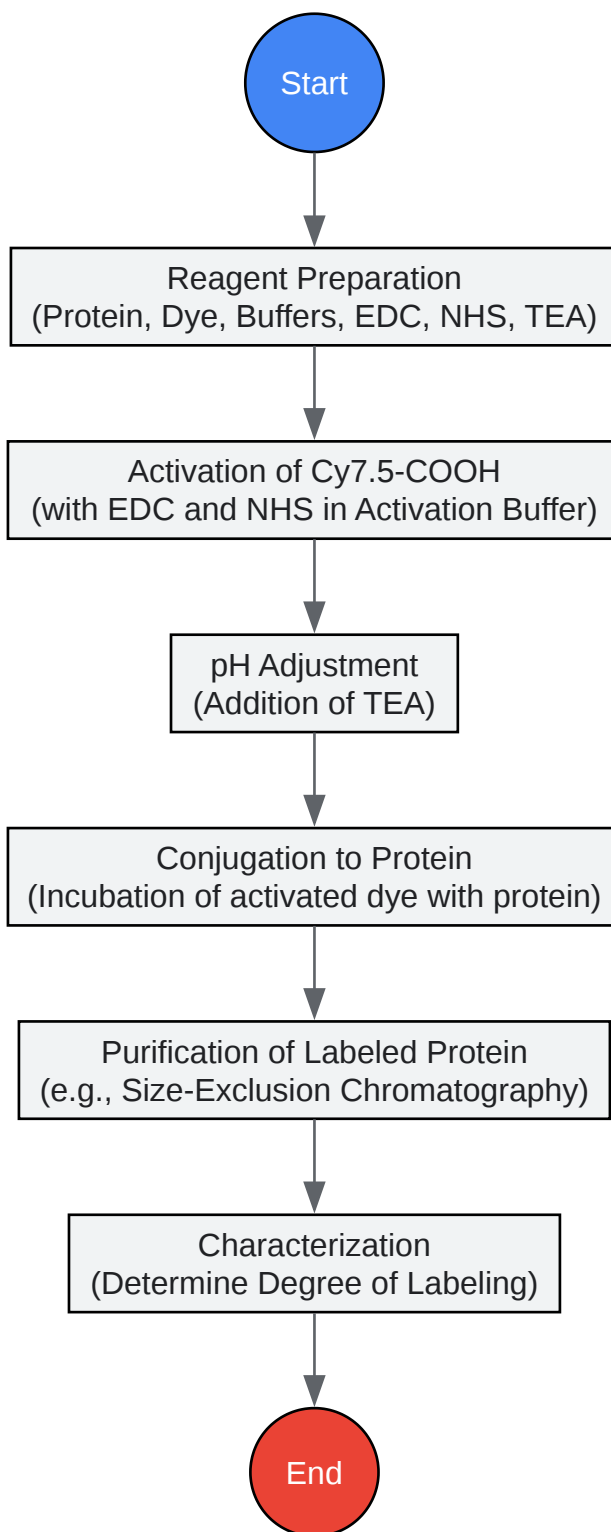 Start
Reagent Preparation
(Protein, Dye, Buffers, EDC, NHS, TEA)
Activation of Cy7.5-COOH
(with EDC and NHS in Activation Buffer)
pH Adjustment
(Addition of TEA)
Conjugation to Protein
(Incubation of activated dye with protein)
Purification of Labeled Protein
(e.g., Size-Exclusion Chromatography)
Characterization
(Determine Degree of Labeling)
End